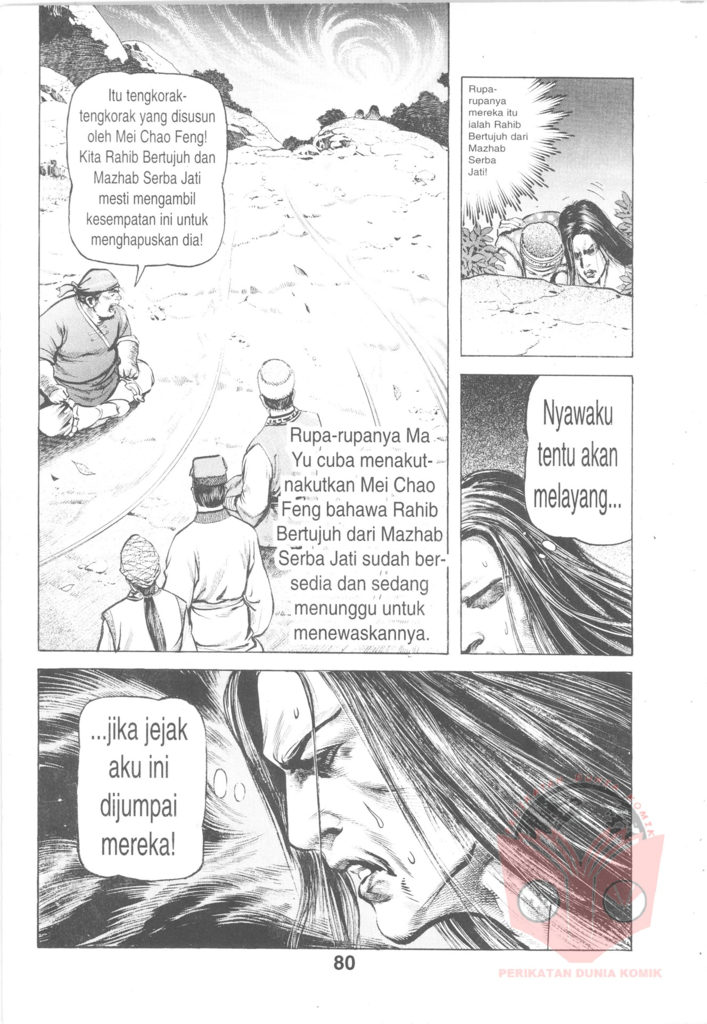 Itu tengkorak-
tengkorak yang disusun
oleh Mei Chao Feng!
Kita Rahib Bertujuh dan
Mazhab Serba Jati
mesti mengambil
kesempatan ini untuk
menghapuskan dia!
Rupa-rupanya Ma
Yu cuba menakut-
nakutkan Mei Chao
Feng bahawa Rahib
Bertujuh dari Mazhab
Serba Jati sudah ber-
sedia dan sedang
menunggu untuk
menewaskannya.
Rupa-
rupanya
mereka itu
ialah Rahib
Bertujuh dari
Mazhab
Serba
Jati!
Nyawaku
tentu akan
melayang...
...jika jejak
aku ini
dijumpai
mereka!
80
PERIKATAN DUNIA KOMIK